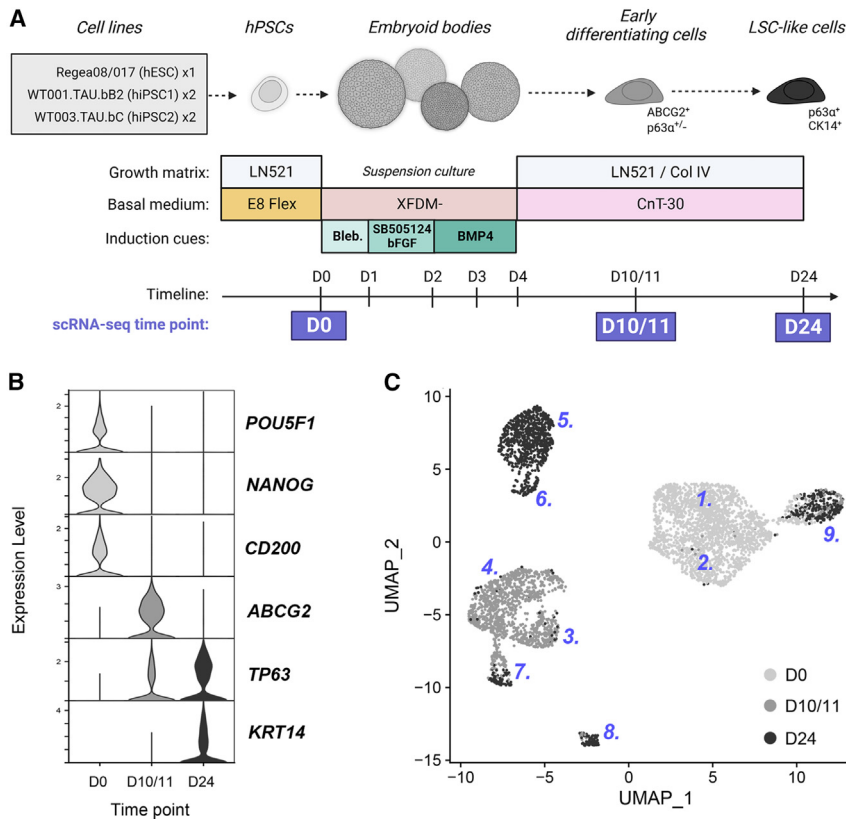 A
Cell lines
hPSCs
Embryoid bodies
Early
differentiating cells
LSC-like cells
Regea08/017 (hESC) x1
WT001.TAU.bB2 (hiPSC1) x2
WT003.TAU.bC (hiPSC2) x2
ABCG2⁺
p63α⁺/⁻
p63α⁺
CK14⁺
Growth matrix:
LN521
Suspension culture
LN521 / Col IV
Basal medium:
E8 Flex
XFDM-
CnT-30
Induction cues:
Bleb.
SB505124
bFGF
BMP4
D0
D1
D2
D3
D4
D10/11
D24
Timeline:
scRNA-seq time point:
D0
D10/11
D24
B
Expression Level
2
POU5F1
2
NANOG
2
CD200
3
ABCG2
2
TP63
4
KRT14
D0
D10/11
D24
Time point
C
UMAP_2
10
5
0
−5
−10
−15
5.
6.
1.
2.
9.
4.
3.
7.
8.
D0
D10/11
D24
−10
−5
0
5
10
UMAP_1